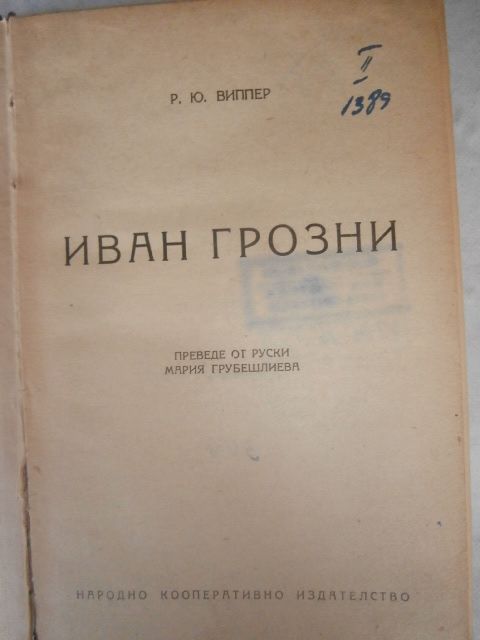 II
1389
Р. Ю. ВИППЕР
ИВАН ГРОЗНИ
ПРЕВЕДЕ ОТ РУСКИ
МАРИЯ ГРУБЕШЛИЕВА
НАРОДНО КООПЕРАТИВНО ИЗДАТЕЛСТВО